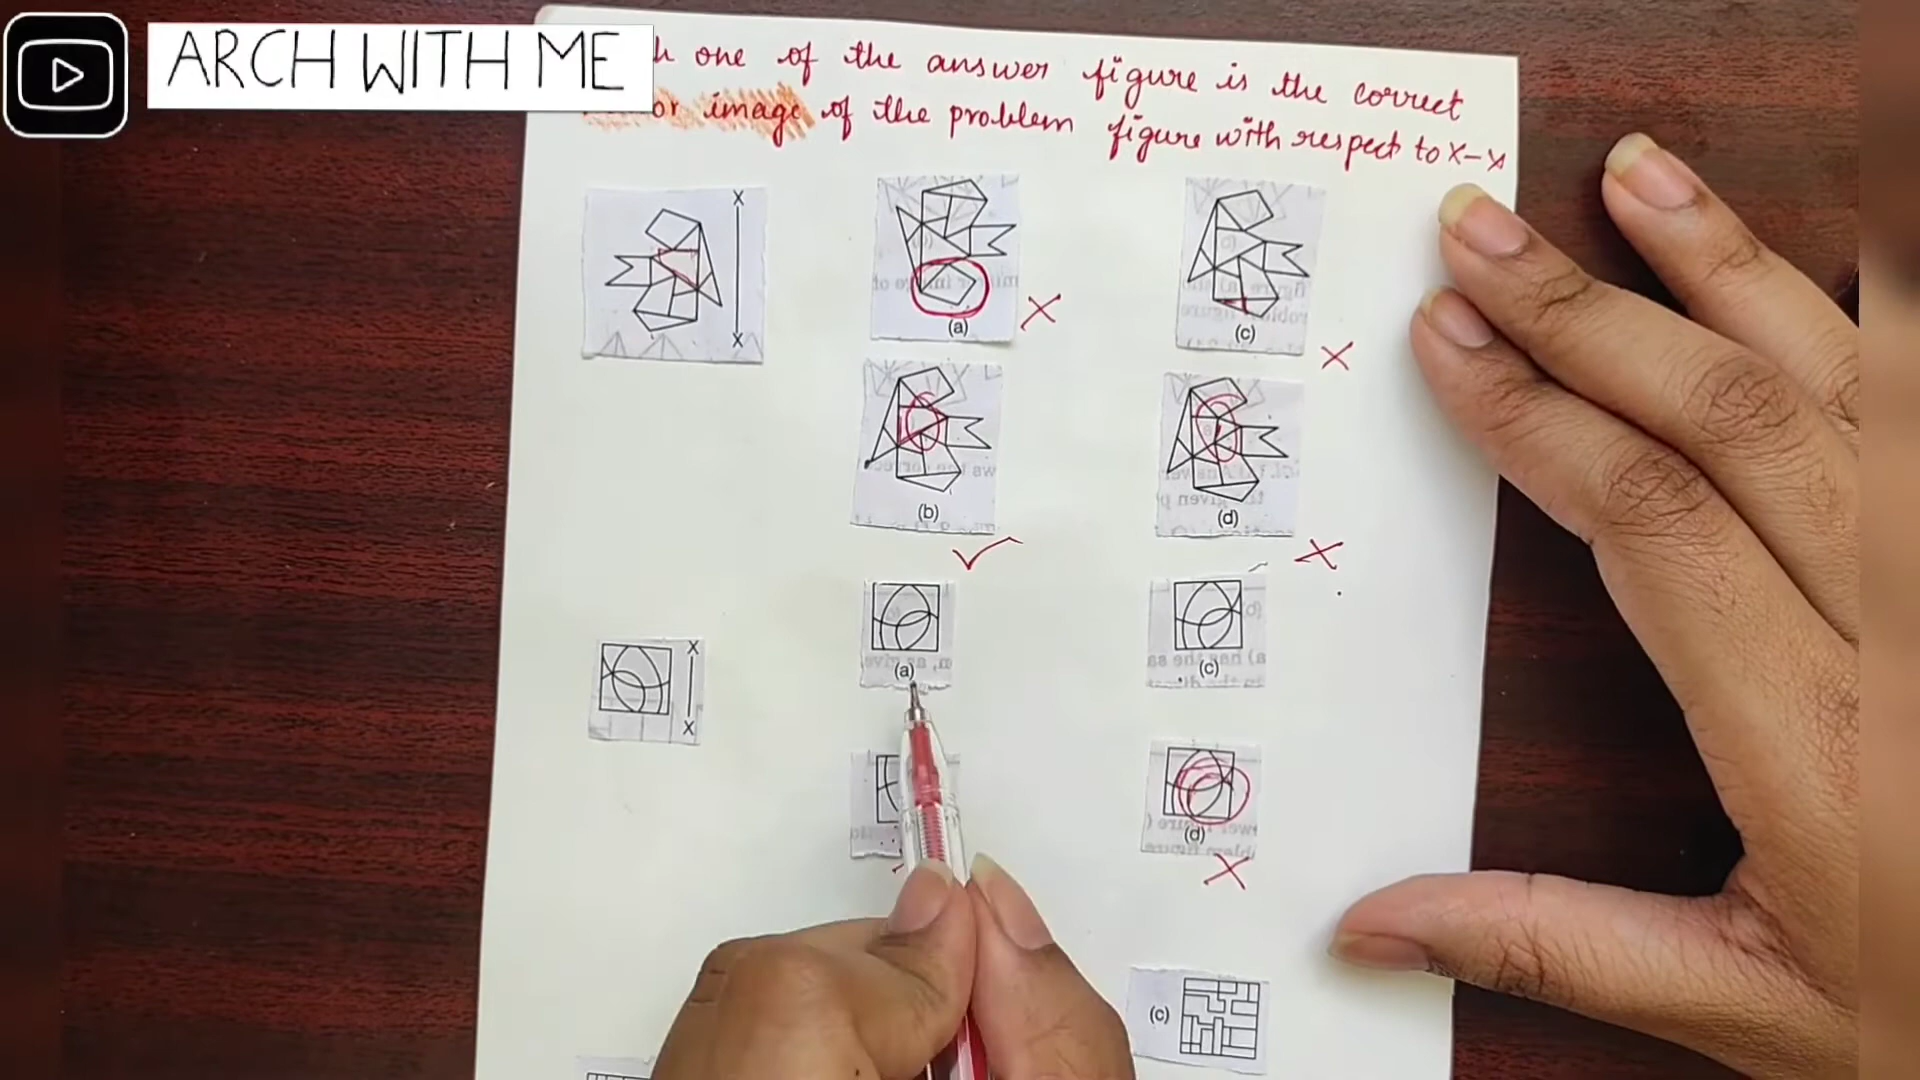 ARCH WITH ME
one of the answer figure is the correct
image of the problem figure with respect to X-X
X
X
(a)
(c)
(b)
(d)
X
X
(a)
(c)
(d)
(c)